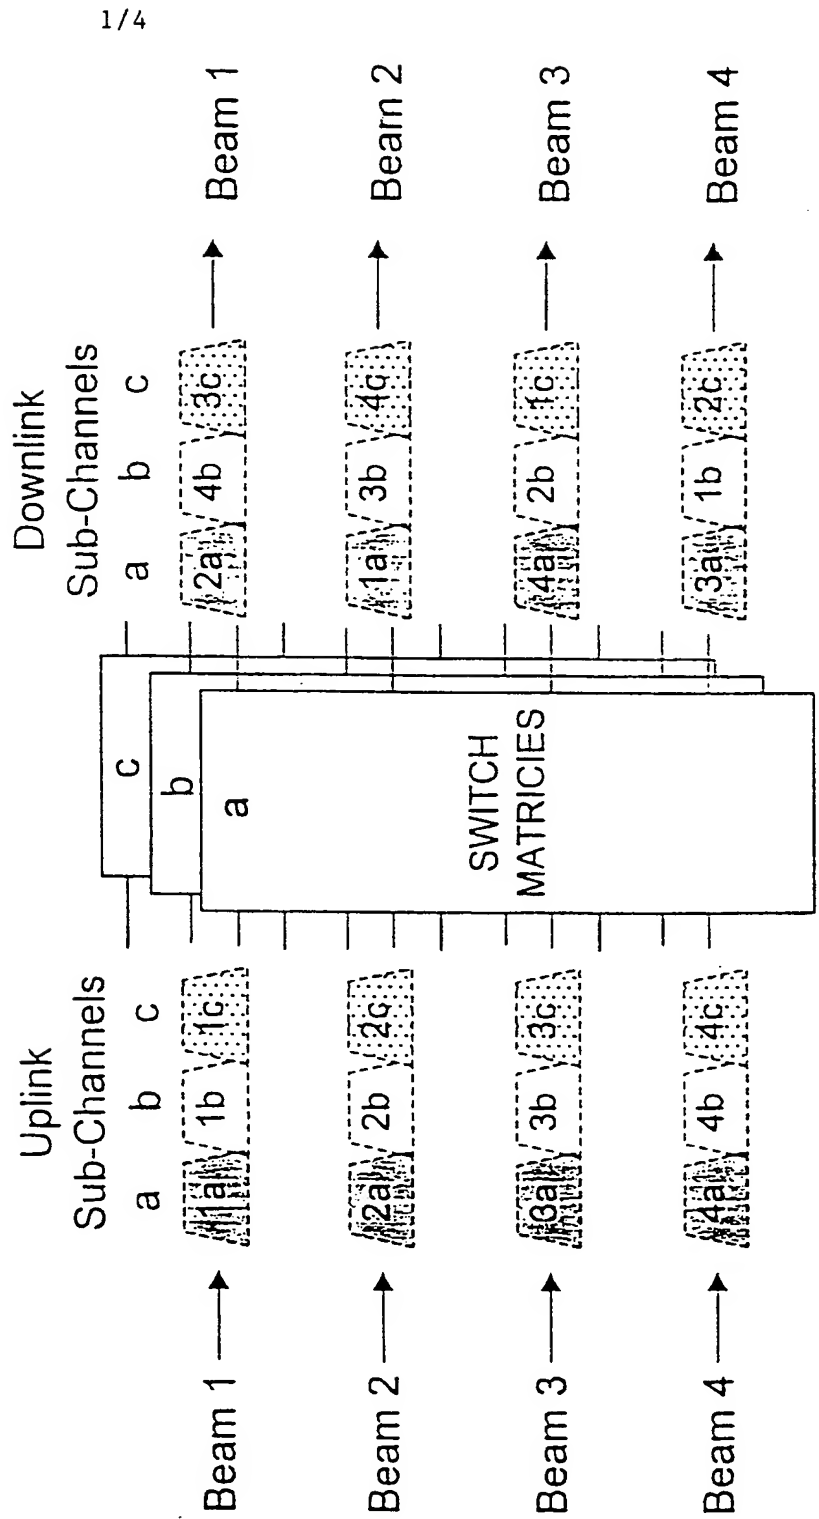 1/4
Uplink
Sub-Channels
a b c
Beam 1
1a 1b 1c
Beam 2
2a 2b 2c
Beam 3
3a 3b 3c
Beam 4
4a 4b 4c
c
b
a
SWITCH
MATRICIES
Downlink
Sub-Channels
a b c
2a 4b 3c
Beam 1
1a 3b 4c
Beam 2
4a 2b 1c
Beam 3
3a 1b 2c
Beam 4